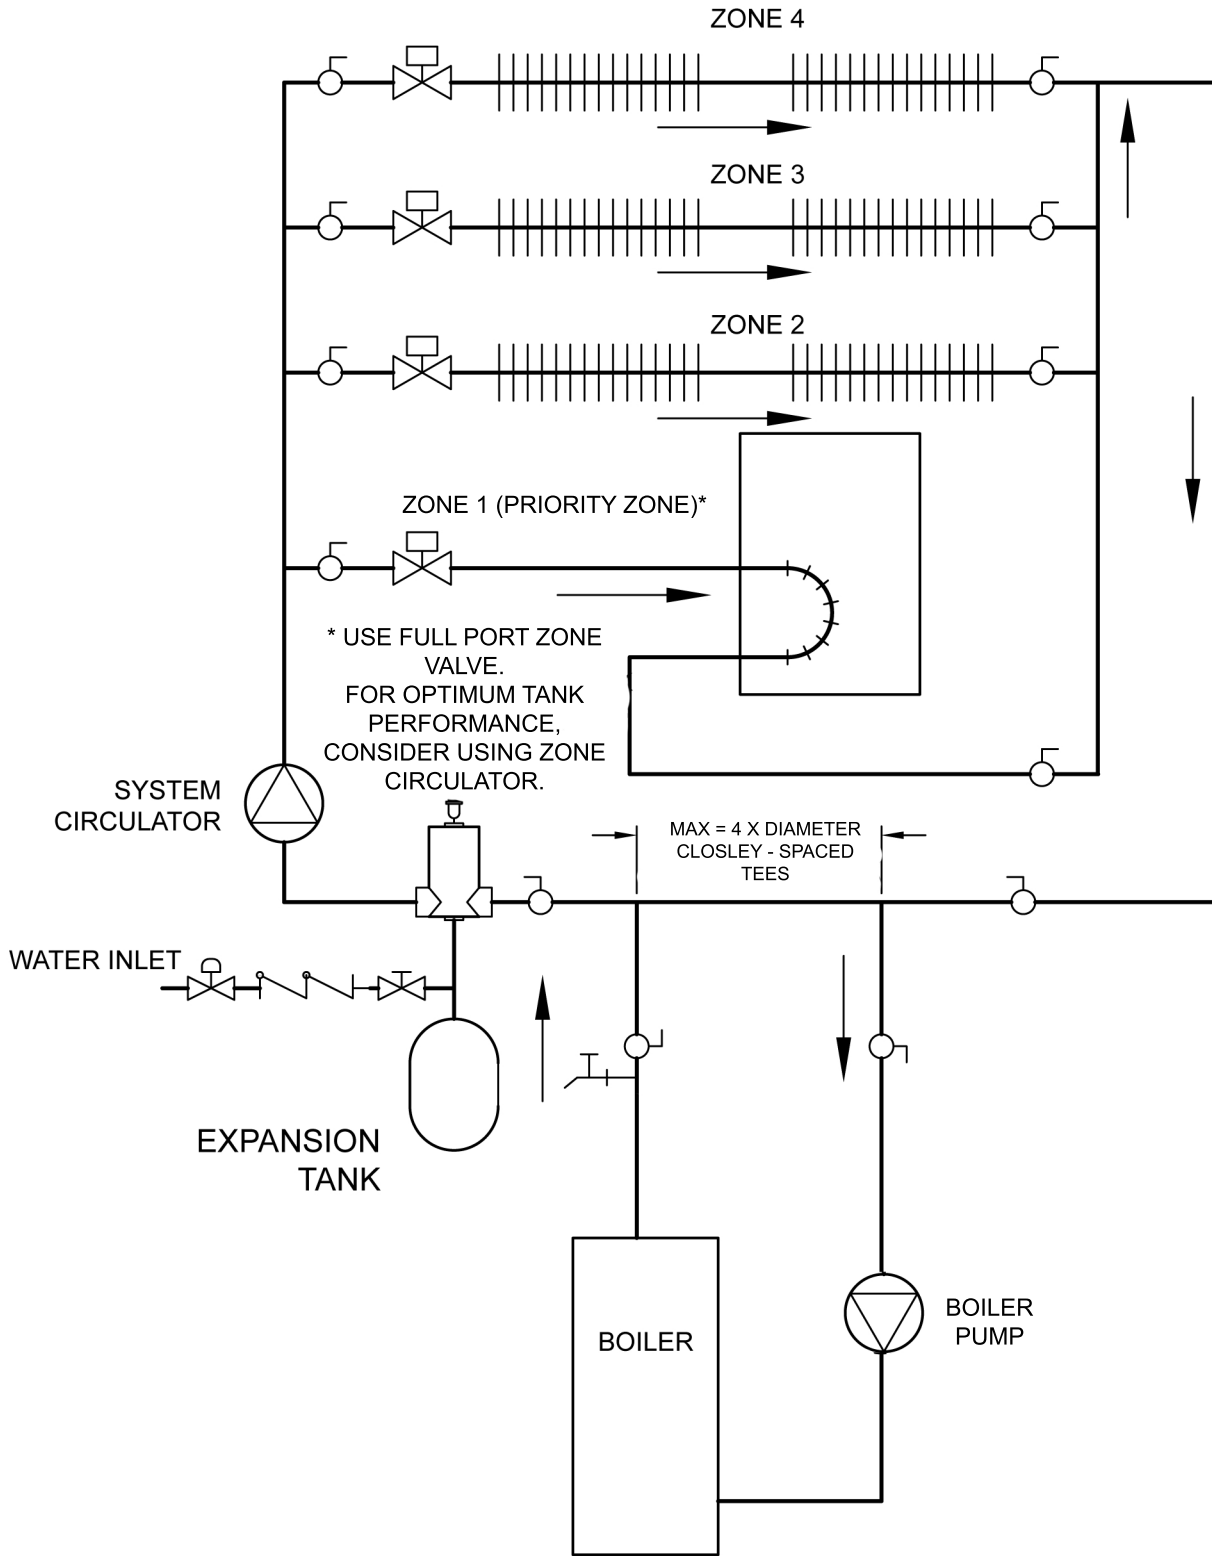 ZONE 4
ZONE 3
ZONE 2
ZONE 1 (PRIORITY ZONE)*
* USE FULL PORT ZONE
VALVE.
FOR OPTIMUM TANK
PERFORMANCE,
CONSIDER USING ZONE
CIRCULATOR.
SYSTEM
CIRCULATOR
MAX = 4 X DIAMETER
CLOSLEY - SPACED
TEES
WATER INLET
EXPANSION
TANK
BOILER
BOILER
PUMP